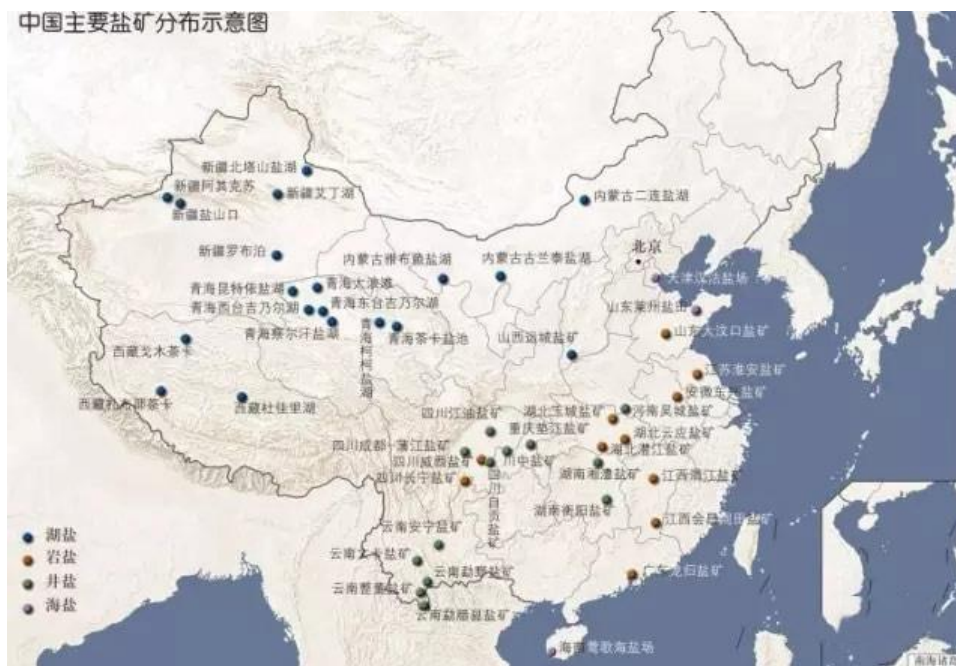 中国主要盐矿分布示意图
新疆北塔山盐湖
新疆阿其克苏
新疆艾丁湖
新疆盐山口
内蒙古二连盐湖
新疆罗布泊
内蒙古雅布赖盐湖
内蒙古古兰泰盐湖
北京
天津汉沽盐场
青海昆特依盐湖
青海大浪滩
青海西台吉乃尔湖
青海东台吉乃尔湖
山东莱州盐田
青海察尔汗盐湖
青海柯柯盐湖
青海茶卡盐池
山西运城盐矿
山东大汶口盐矿
西藏戈木茶卡
江苏淮安盐矿
西藏扎布耶茶卡
西藏杜佳里湖
安徽东兴盐矿
四川江油盐矿
河南吴城盐矿
重庆垫江盐矿
湖北云应盐矿
四川成都—蒲江盐矿
湖北潜江盐矿
四川威西盐矿
川中盐矿
四川长宁盐矿
四川自贡盐矿
湖南湘澧盐矿
江西清江盐矿
湖南衡阳盐矿
云南安宁盐矿
云南勐野盐矿
云南整董盐矿
广东龙归盐矿
海南莺歌海盐场
湖盐
岩盐
井盐
海盐